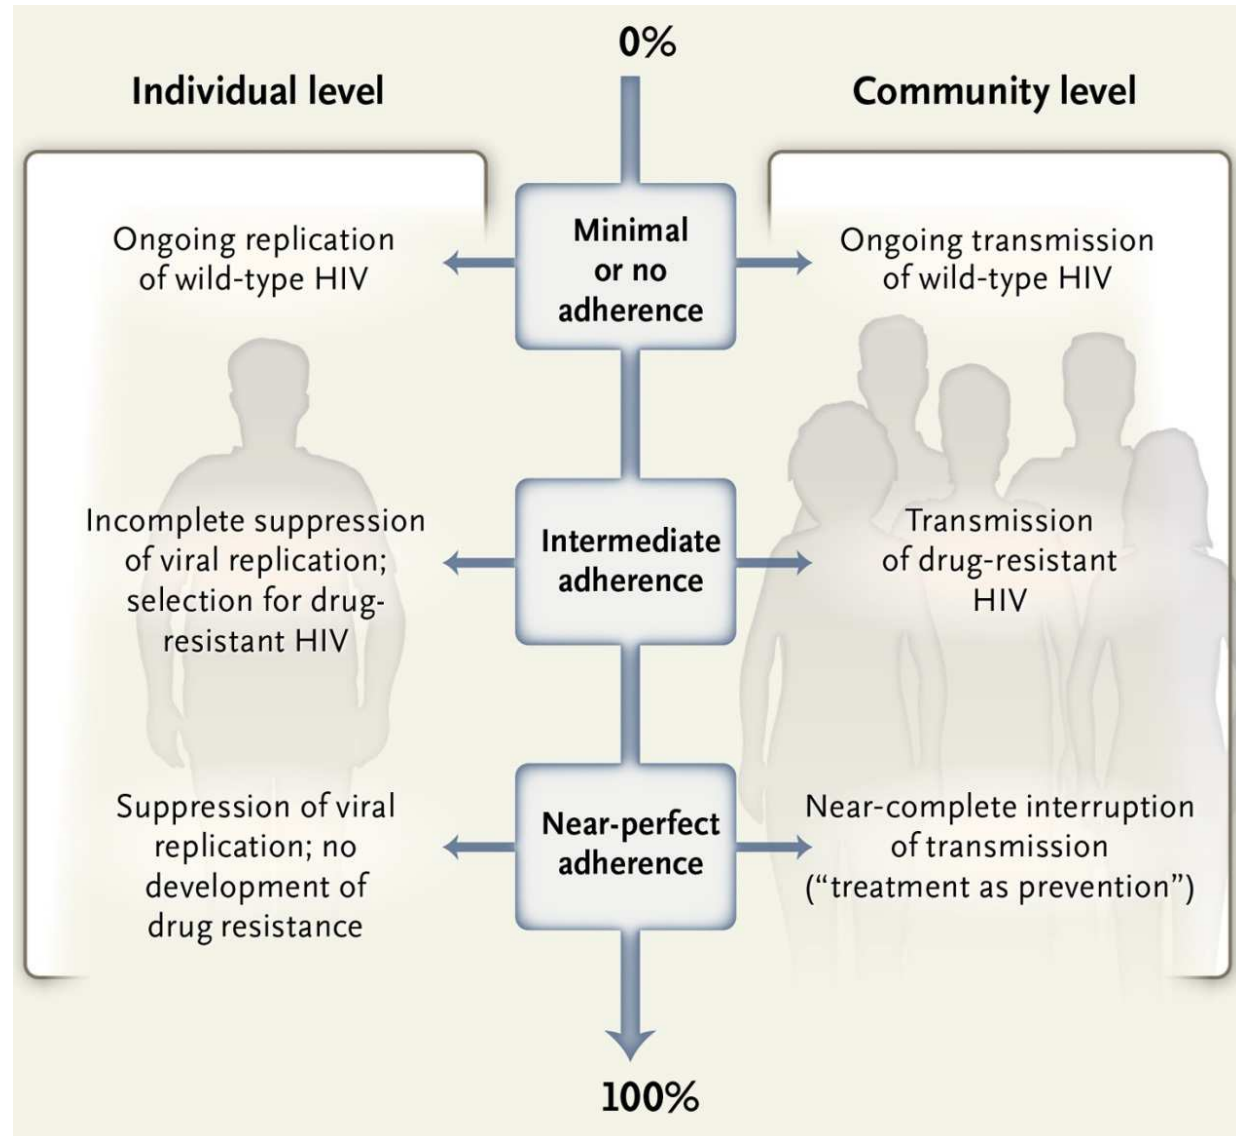 0%
Individual level
Community level
Ongoing replication
of wild-type HIV
Minimal
or no
adherence
Ongoing transmission
of wild-type HIV
Incomplete suppression
of viral replication;
selection for drug-
resistant HIV
Intermediate
adherence
Transmission
of drug-resistant
HIV
Suppression of viral
replication; no
development of
drug resistance
Near-perfect
adherence
Near-complete interruption
of transmission
(“treatment as prevention”)
100%